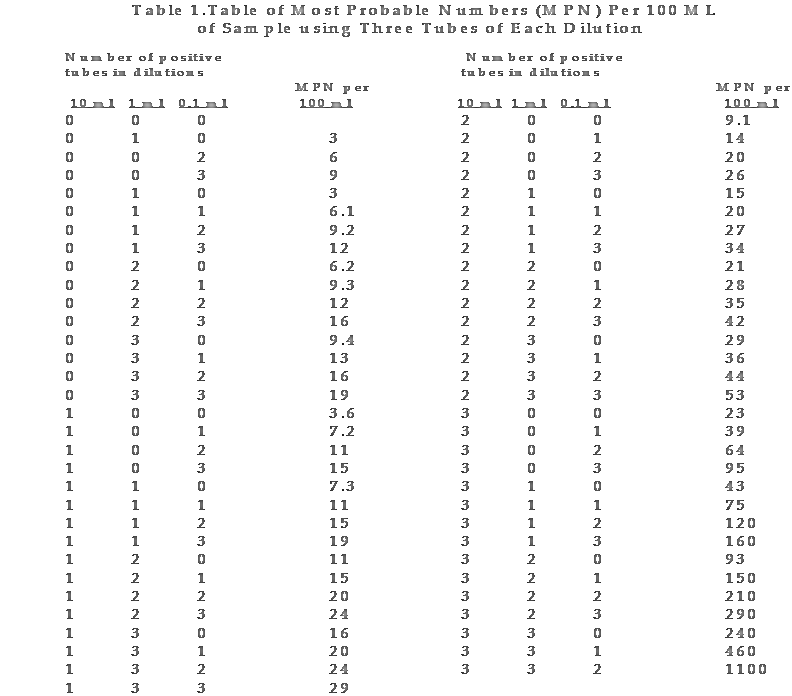 Table 1.Table of Most Probable Numbers (MPN) Per 100 ML
of Sample using Three Tubes of Each Dilution
Number of positive Number of positive
tubes in dilutions tubes in dilutions
MPN per MPN per
10 ml 1 ml 0.1 ml 100 ml 10 ml 1 ml 0.1 ml 100 ml
0 0 0 2 0 0 9.1
0 1 0 3 2 0 1 14
0 0 2 6 2 0 2 20
0 0 3 9 2 0 3 26
0 1 0 3 2 1 0 15
0 1 1 6.1 2 1 1 20
0 1 2 9.2 2 1 2 27
0 1 3 12 2 1 3 34
0 2 0 6.2 2 2 0 21
0 2 1 9.3 2 2 1 28
0 2 2 12 2 2 2 35
0 2 3 16 2 2 3 42
0 3 0 9.4 2 3 0 29
0 3 1 13 2 3 1 36
0 3 2 16 2 3 2 44
0 3 3 19 2 3 3 53
1 0 0 3.6 3 0 0 23
1 0 1 7.2 3 0 1 39
1 0 2 11 3 0 2 64
1 0 3 15 3 0 3 95
1 1 0 7.3 3 1 0 43
1 1 1 11 3 1 1 75
1 1 2 15 3 1 2 120
1 1 3 19 3 1 3 160
1 2 0 11 3 2 0 93
1 2 1 15 3 2 1 150
1 2 2 20 3 2 2 210
1 2 3 24 3 2 3 290
1 3 0 16 3 3 0 240
1 3 1 20 3 3 1 460
1 3 2 24 3 3 2 1100
1 3 3 29